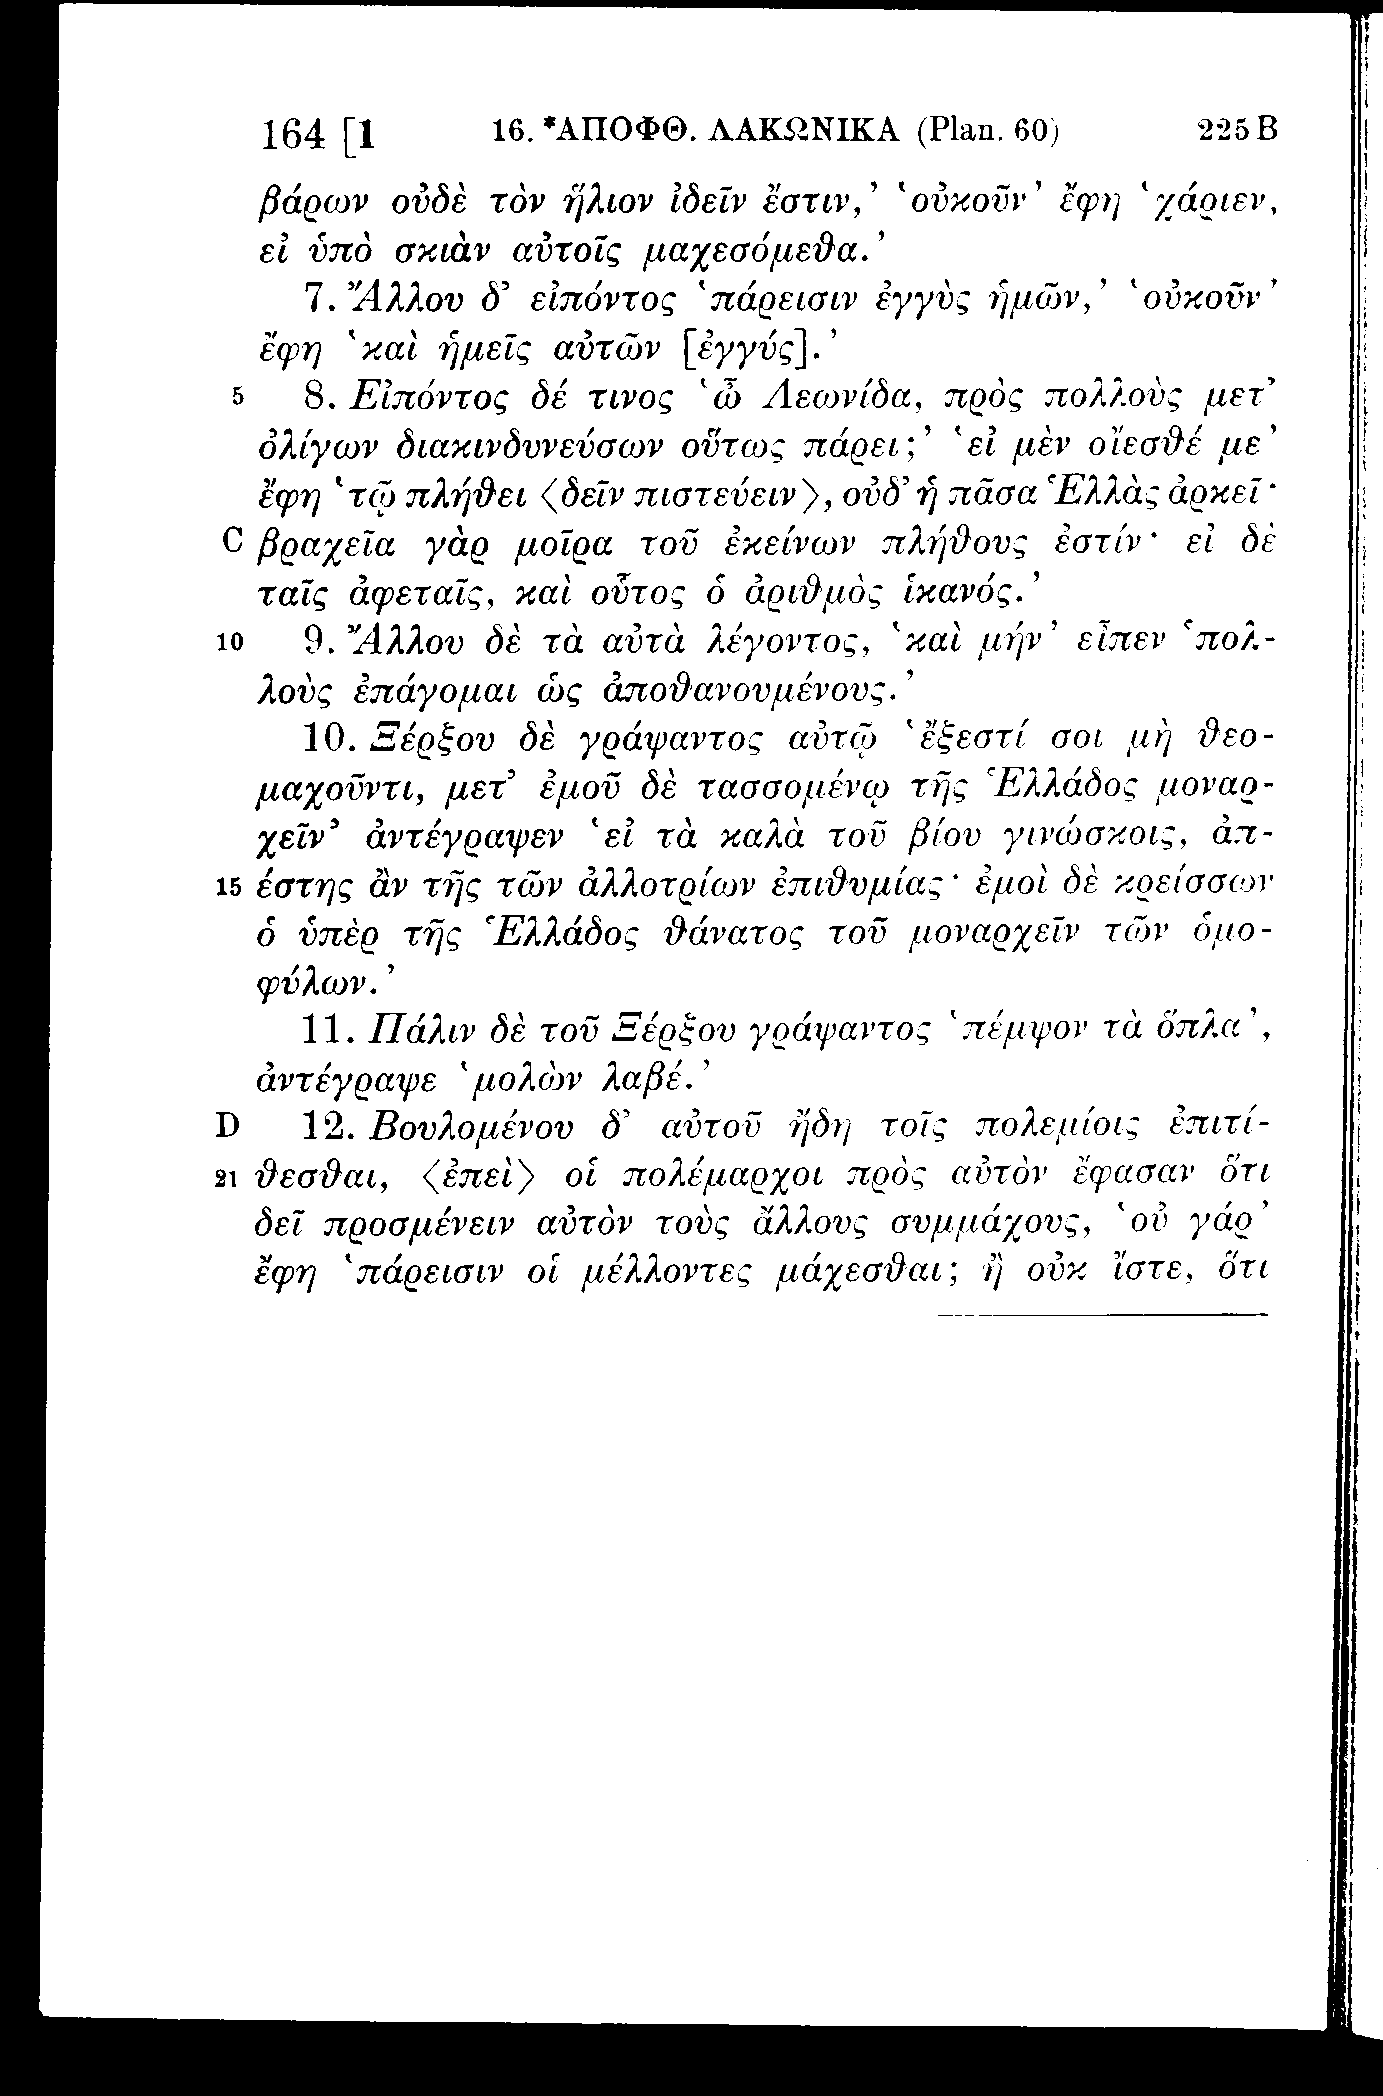 164 [1 16. *ΑΠΟΦΘ. ΛΑΚΩΝΙΚΑ (Plan. 60) 225 B
βάρων οὐδὲ τὸν ἥλιον ἰδεῖν ἔστιν,’ ‘οὐκοῦν’ ἔφη ‘χάριεν,
εἰ ὑπὸ σκιὰν αὐτοῖς μαχεσόμεθα.’
7. Ἄλλου δ’ εἰπόντος ‘πάρεισιν ἐγγὺς ἡμῶν,’ ‘οὐκοῦν’
ἔφη ‘καὶ ἡμεῖς αὐτῶν [ἐγγύς].’
5 8. Εἰπόντος δέ τινος ‘ὦ Λεωνίδα, πρὸς πολλοὺς μετ’
ὀλίγων διακινδυνεύσων οὕτως πάρει;’ ‘εἰ μὲν οἴεσθέ με’
ἔφη ‘τῷ πλήθει ⟨δεῖν πιστεύειν⟩, οὐδ’ ἡ πᾶσα Ἑλλὰς ἀρκεῖ·
C βραχεῖα γὰρ μοῖρα τοῦ ἐκείνων πλήθους ἐστίν· εἰ δὲ
ταῖς ἀφεταῖς, καὶ οὗτος ὁ ἀριθμὸς ἱκανός.’
10 9. Ἄλλου δὲ τὰ αὐτὰ λέγοντος, ‘καὶ μήν’ εἶπεν ‘πολ-
λοὺς ἐπάγομαι ὡς ἀποθανουμένους.’
10. Ξέρξου δὲ γράψαντος αὐτῷ ‘ἔξεστί σοι μὴ θεο-
μαχοῦντι, μετ’ ἐμοῦ δὲ τασσομένῳ τῆς Ἑλλάδος μοναρ-
χεῖν’ ἀντέγραψεν ‘εἰ τὰ καλὰ τοῦ βίου γινώσκοις, ἀπ-
15 έστης ἂν τῆς τῶν ἀλλοτρίων ἐπιθυμίας· ἐμοὶ δὲ κρείσσων
ὁ ὑπὲρ τῆς Ἑλλάδος θάνατος τοῦ μοναρχεῖν τῶν ὁμο-
φύλων.’
11. Πάλιν δὲ τοῦ Ξέρξου γράψαντος ‘πέμψον τὰ ὅπλα’,
ἀντέγραψε ‘μολὼν λαβέ.’
D 12. Βουλομένου δ’ αὐτοῦ ἤδη τοῖς πολεμίοις ἐπιτί-
21 θεσθαι, ⟨ἐπεὶ⟩ οἱ πολέμαρχοι πρὸς αὐτὸν ἔφασαν ὅτι
δεῖ προσμένειν αὐτὸν τοὺς ἄλλους συμμάχους, ‘οὐ γάρ’
ἔφη ‘πάρεισιν οἱ μέλλοντες μάχεσθαι; ἢ οὐκ ἴστε, ὅτι